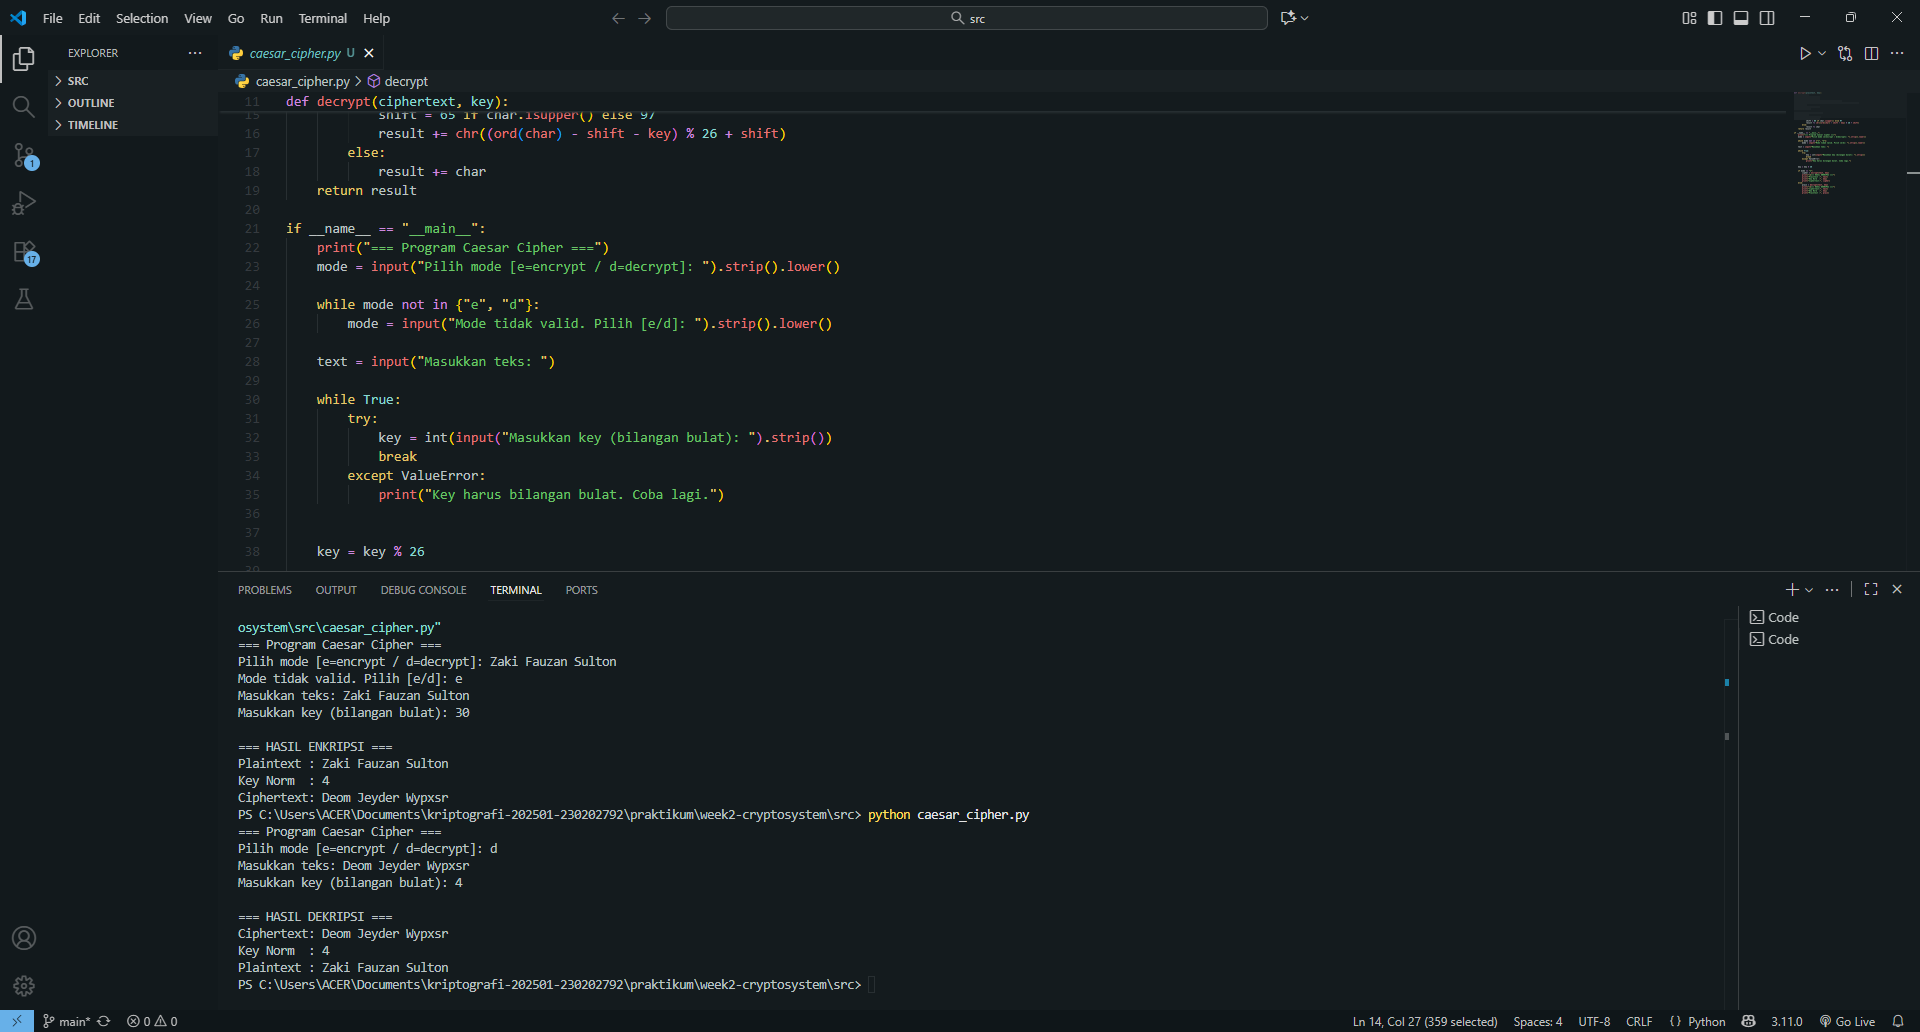 File Edit Selection View Go Run Terminal Help
src
EXPLORER
SRC
OUTLINE
TIMELINE
1
17
caesar_cipher.py U
caesar_cipher.py > decrypt
11 def decrypt(ciphertext, key):
15 shift = 65 if char.isupper() else 97
16 result += chr((ord(char) - shift - key) % 26 + shift)
17 else:
18 result += char
19 return result
20
21 if __name__ == "__main__":
22 print("=== Program Caesar Cipher ===")
23 mode = input("Pilih mode [e=encrypt / d=decrypt]: ").strip().lower()
24
25 while mode not in {"e", "d"}:
26 mode = input("Mode tidak valid. Pilih [e/d]: ").strip().lower()
27
28 text = input("Masukkan teks: ")
29
30 while True:
31 try:
32 key = int(input("Masukkan key (bilangan bulat): ").strip())
33 break
34 except ValueError:
35 print("Key harus bilangan bulat. Coba lagi.")
36
37
38 key = key % 26
39
PROBLEMS OUTPUT DEBUG CONSOLE TERMINAL PORTS
osystem\src\caesar_cipher.py"
=== Program Caesar Cipher ===
Pilih mode [e=encrypt / d=decrypt]: Zaki Fauzan Sulton
Mode tidak valid. Pilih [e/d]: e
Masukkan teks: Zaki Fauzan Sulton
Masukkan key (bilangan bulat): 30
=== HASIL ENKRIPSI ===
Plaintext : Zaki Fauzan Sulton
Key Norm  : 4
Ciphertext: Deom Jeyder Wypxsr
PS C:\Users\ACER\Documents\kriptografi-202501-230202792\praktikum\week2-cryptosystem\src> python caesar_cipher.py
=== Program Caesar Cipher ===
Pilih mode [e=encrypt / d=decrypt]: d
Masukkan teks: Deom Jeyder Wypxsr
Masukkan key (bilangan bulat): 4
=== HASIL DEKRIPSI ===
Ciphertext: Deom Jeyder Wypxsr
Key Norm  : 4
Plaintext : Zaki Fauzan Sulton
PS C:\Users\ACER\Documents\kriptografi-202501-230202792\praktikum\week2-cryptosystem\src>
Code
Code
main* 0 0
Ln 14, Col 27 (359 selected) Spaces: 4 UTF-8 CRLF {} Python 3.11.0 Go Live